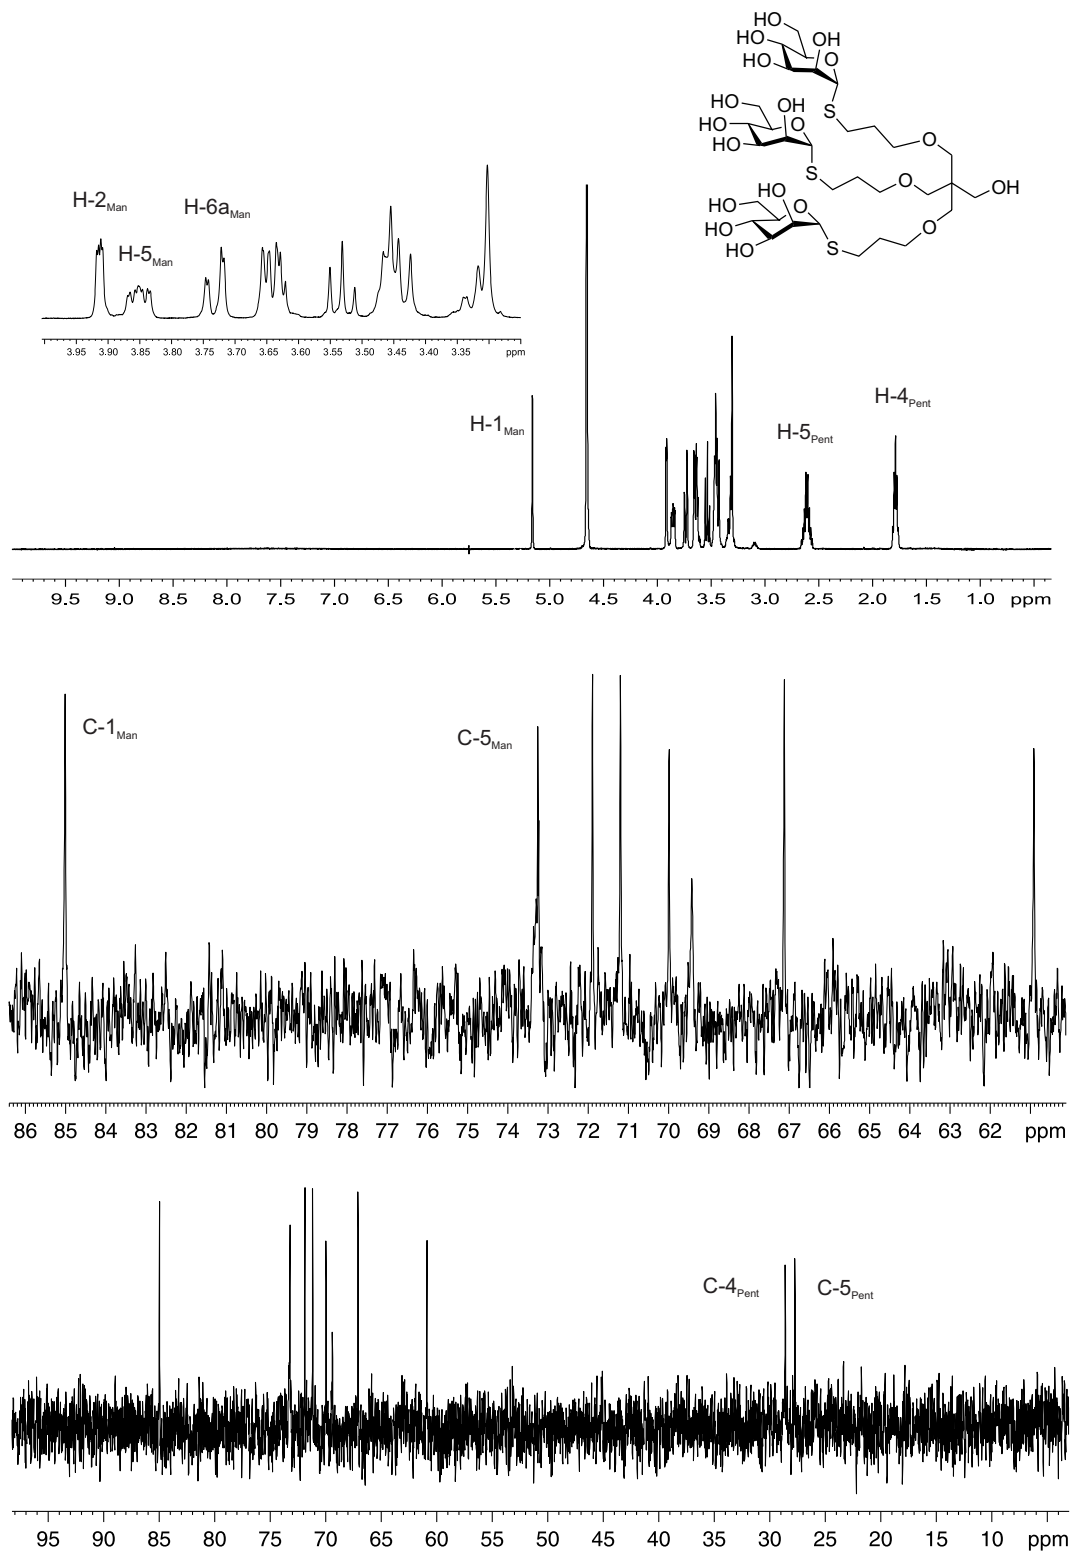 HO
HO OH
HO O
S
HO OH
HO O
HO O
S O
OH
HO
HO O
HO
HO S O
H-2Man
H-5Man
H-6aMan
3.95 3.90 3.85 3.80 3.75 3.70 3.65 3.60 3.55 3.50 3.45 3.40 3.35 ppm
H-1Man
H-5Pent
H-4Pent
9.5 9.0 8.5 8.0 7.5 7.0 6.5 6.0 5.5 5.0 4.5 4.0 3.5 3.0 2.5 2.0 1.5 1.0 ppm
C-1Man
C-5Man
86 85 84 83 82 81 80 79 78 77 76 75 74 73 72 71 70 69 68 67 66 65 64 63 62 ppm
C-4Pent C-5Pent
95 90 85 80 75 70 65 60 55 50 45 40 35 30 25 20 15 10 ppm